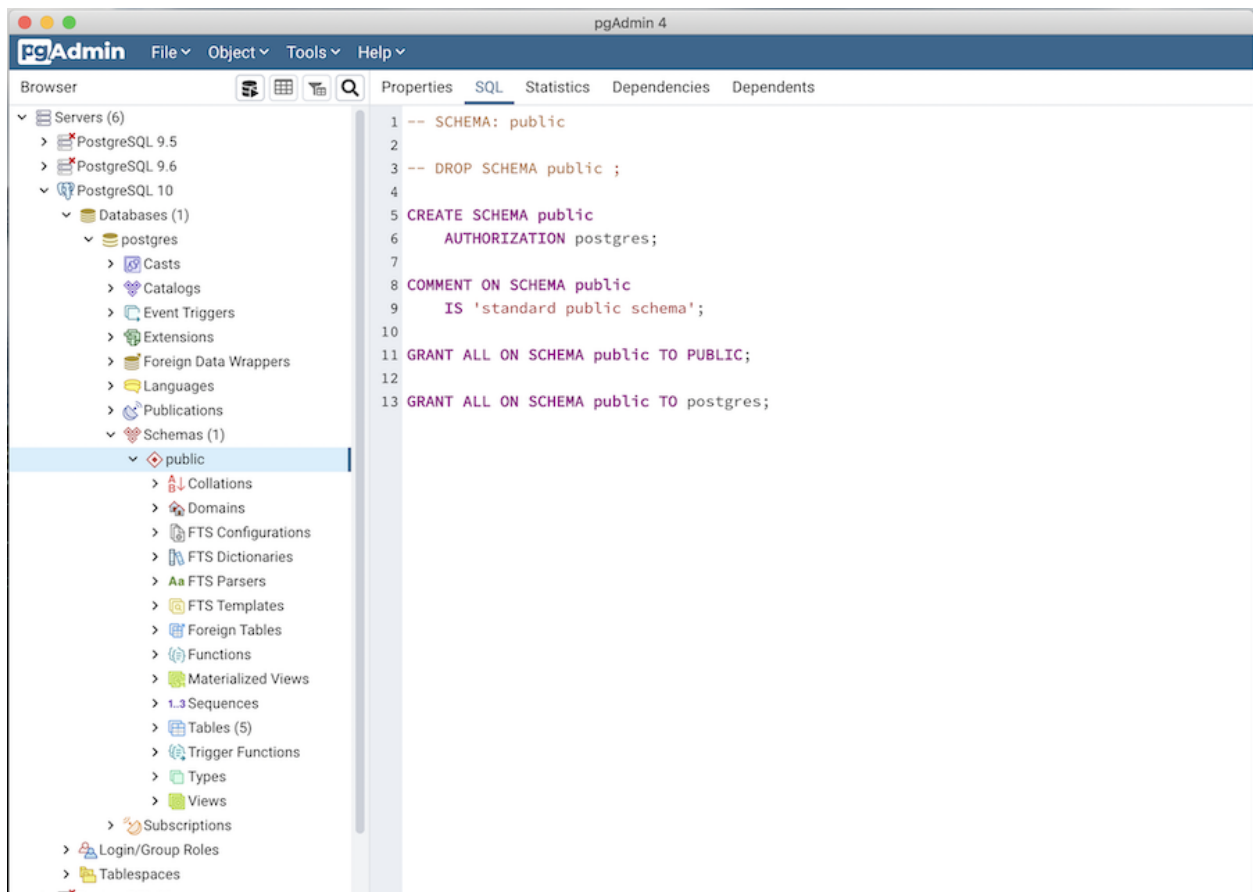 pgAdmin 4
pgAdmin File Object Tools Help
Browser
Properties SQL Statistics Dependencies Dependents
Servers (6)
PostgreSQL 9.5
PostgreSQL 9.6
PostgreSQL 10
Databases (1)
postgres
Casts
Catalogs
Event Triggers
Extensions
Foreign Data Wrappers
Languages
Publications
Schemas (1)
public
Collations
Domains
FTS Configurations
FTS Dictionaries
Aa FTS Parsers
FTS Templates
Foreign Tables
Functions
Materialized Views
1..3 Sequences
Tables (5)
Trigger Functions
Types
Views
Subscriptions
Login/Group Roles
Tablespaces
1 -- SCHEMA: public
2
3 -- DROP SCHEMA public ;
4
5 CREATE SCHEMA public
6     AUTHORIZATION postgres;
7
8 COMMENT ON SCHEMA public
9     IS 'standard public schema';
10
11 GRANT ALL ON SCHEMA public TO PUBLIC;
12
13 GRANT ALL ON SCHEMA public TO postgres;